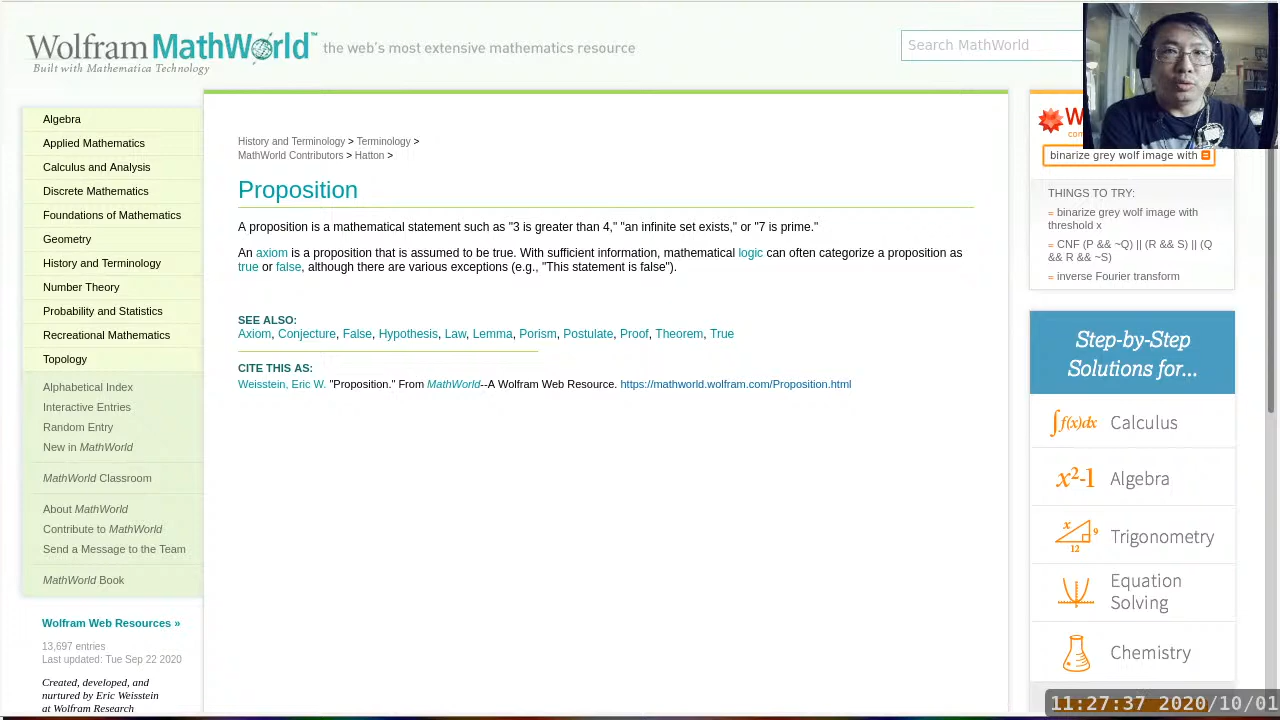 Wolfram MathWorld™ the web's most extensive mathematics resource
Built with Mathematica Technology
Search MathWorld
Algebra
Applied Mathematics
Calculus and Analysis
Discrete Mathematics
Foundations of Mathematics
Geometry
History and Terminology
Number Theory
Probability and Statistics
Recreational Mathematics
Topology
Alphabetical Index
Interactive Entries
Random Entry
New in MathWorld
MathWorld Classroom
About MathWorld
Contribute to MathWorld
Send a Message to the Team
MathWorld Book
Wolfram Web Resources »
13,697 entries
Last updated: Tue Sep 22 2020
Created, developed, and
nurtured by Eric Weisstein
at Wolfram Research
History and Terminology > Terminology >
MathWorld Contributors > Hatton >
Proposition
A proposition is a mathematical statement such as "3 is greater than 4," "an infinite set exists," or "7 is prime."
An axiom is a proposition that is assumed to be true. With sufficient information, mathematical logic can often categorize a proposition as
true or false, although there are various exceptions (e.g., "This statement is false").
SEE ALSO:
Axiom, Conjecture, False, Hypothesis, Law, Lemma, Porism, Postulate, Proof, Theorem, True
CITE THIS AS:
Weisstein, Eric W. "Proposition." From MathWorld--A Wolfram Web Resource. https://mathworld.wolfram.com/Proposition.html
W
com
binarize grey wolf image with
THINGS TO TRY:
= binarize grey wolf image with
threshold x
= CNF (P && ~Q) || (R && S) || (Q
&& R && ~S)
= inverse Fourier transform
Step-by-Step
Solutions for...
∫f(x)dx Calculus
x²-1 Algebra
x 9 12 Trigonometry
Equation
Solving
Chemistry
11:27:37 2020/10/01